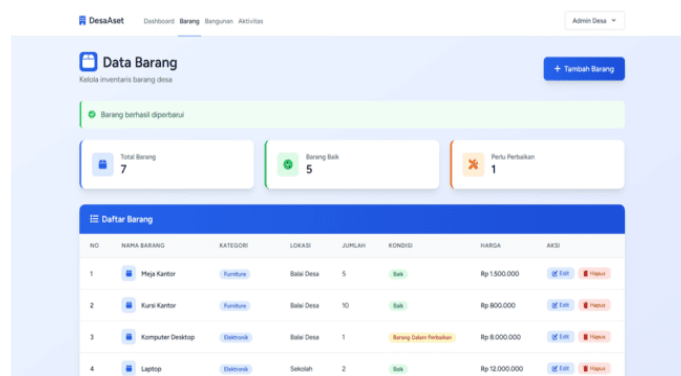 DesaAset Dashboard Barang Bangunan Aktivitas Admin Desa
Data Barang
Kelola inventaris barang desa
+ Tambah Barang
Barang berhasil diperbarui
Total Barang
7
Barang Baik
5
Perlu Perbaikan
1
Daftar Barang
NO NAMA BARANG KATEGORI LOKASI JUMLAH KONDISI HARGA AKSI
1 Meja Kantor Furniture Balai Desa 5 Baik Rp 1.500.000 Edit Hapus
2 Kursi Kantor Furniture Balai Desa 10 Baik Rp 800.000 Edit Hapus
3 Komputer Desktop Elektronik Balai Desa 1 Barang Dalam Perbaikan Rp 8.000.000 Edit Hapus
4 Laptop Elektronik Sekolah 2 Baik Rp 12.000.000 Edit Hapus